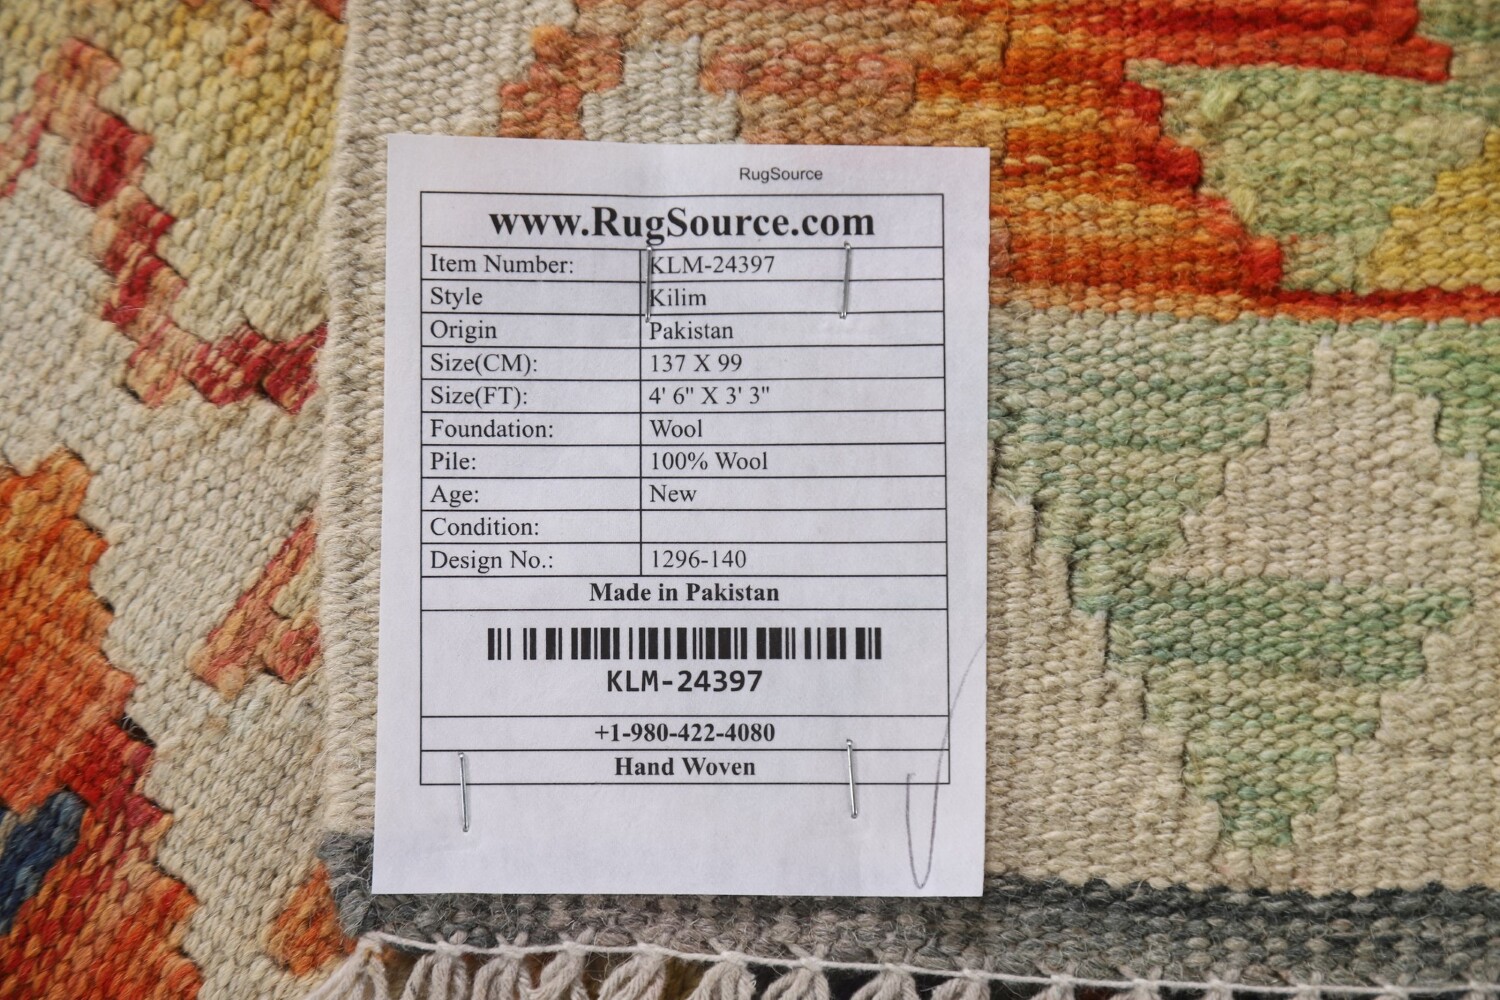 RugSource
www.RugSource.com
Item Number: KLM-24397
Style Kilim
Origin Pakistan
Size(CM): 137 X 99
Size(FT): 4' 6" X 3' 3"
Foundation: Wool
Pile: 100% Wool
Age: New
Condition:
Design No.: 1296-140
Made in Pakistan
KLM-24397
+1-980-422-4080
Hand Woven